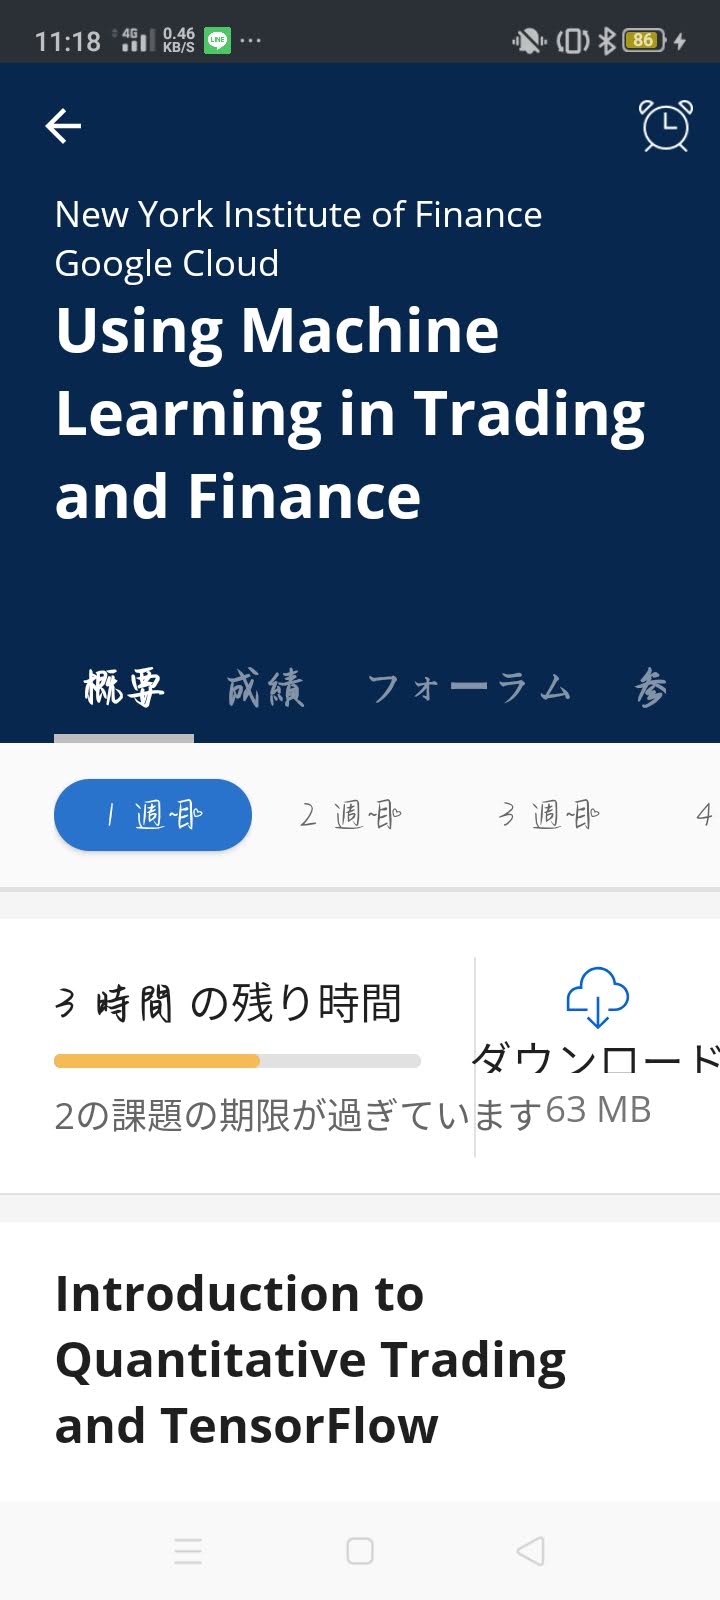 11:18 4G 0.46 KB/S LINE ... 86
New York Institute of Finance
Google Cloud
Using Machine
Learning in Trading
and Finance
概要 成績 フォーラム 参
1 週目 2 週目 3 週目 4
3 時間 の残り時間
ダウンロード
2の課題の期限が過ぎています 63 MB
Introduction to
Quantitative Trading
and TensorFlow